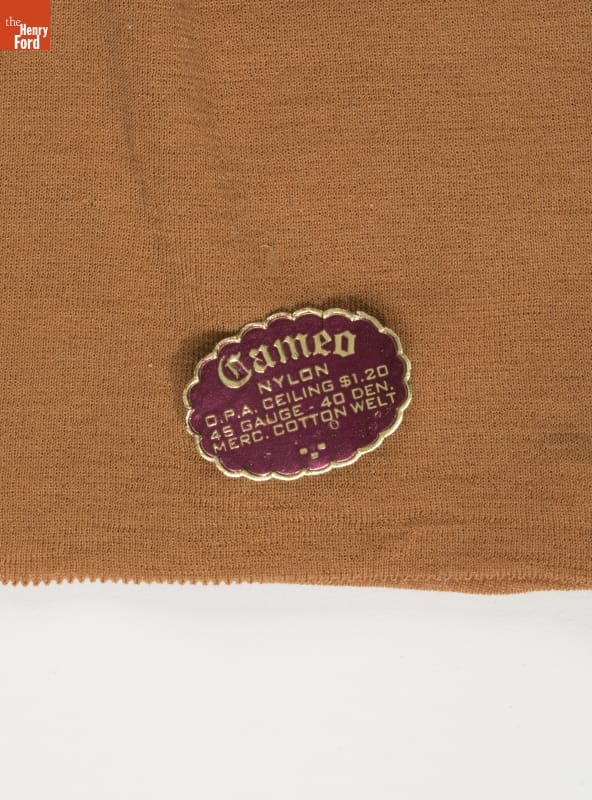 the
Henry
Ford
Cameo
NYLON
O.P.A. CEILING $1.20
45 GAUGE - 40 DEN.
MERC. COTTON WELT